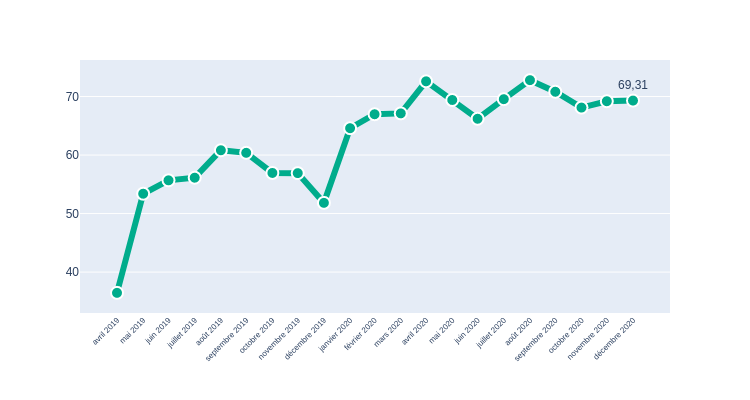 69,31
70
60
50
40
avril 2019
mai 2019
juin 2019
juillet 2019
août 2019
septembre 2019
octobre 2019
novembre 2019
décembre 2019
janvier 2020
février 2020
mars 2020
avril 2020
mai 2020
juin 2020
juillet 2020
août 2020
septembre 2020
octobre 2020
novembre 2020
décembre 2020